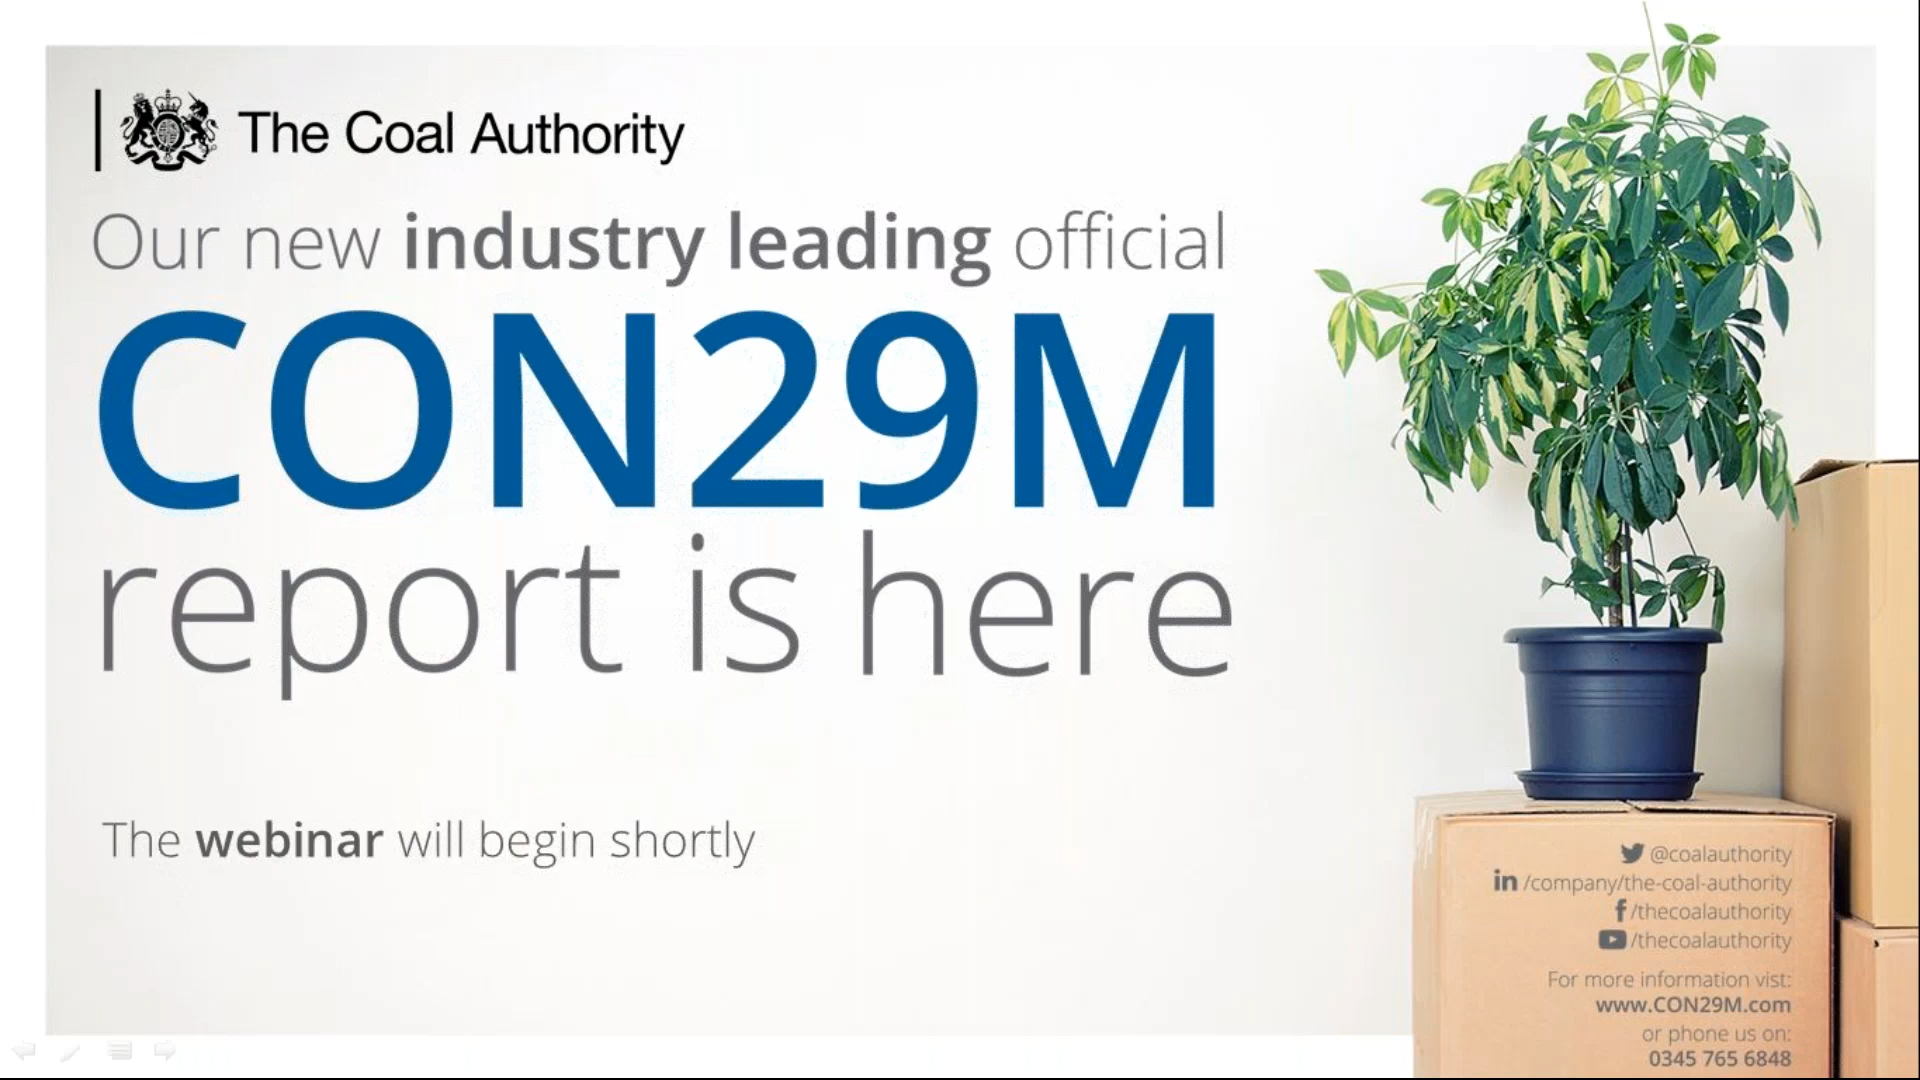 The Coal Authority
Our new industry leading official
CON29M
report is here
The webinar will begin shortly
@coalauthority
in /company/the-coal-authority
f /thecoalauthority
/thecoalauthority
For more information vist:
www.CON29M.com
or phone us on:
0345 765 6848